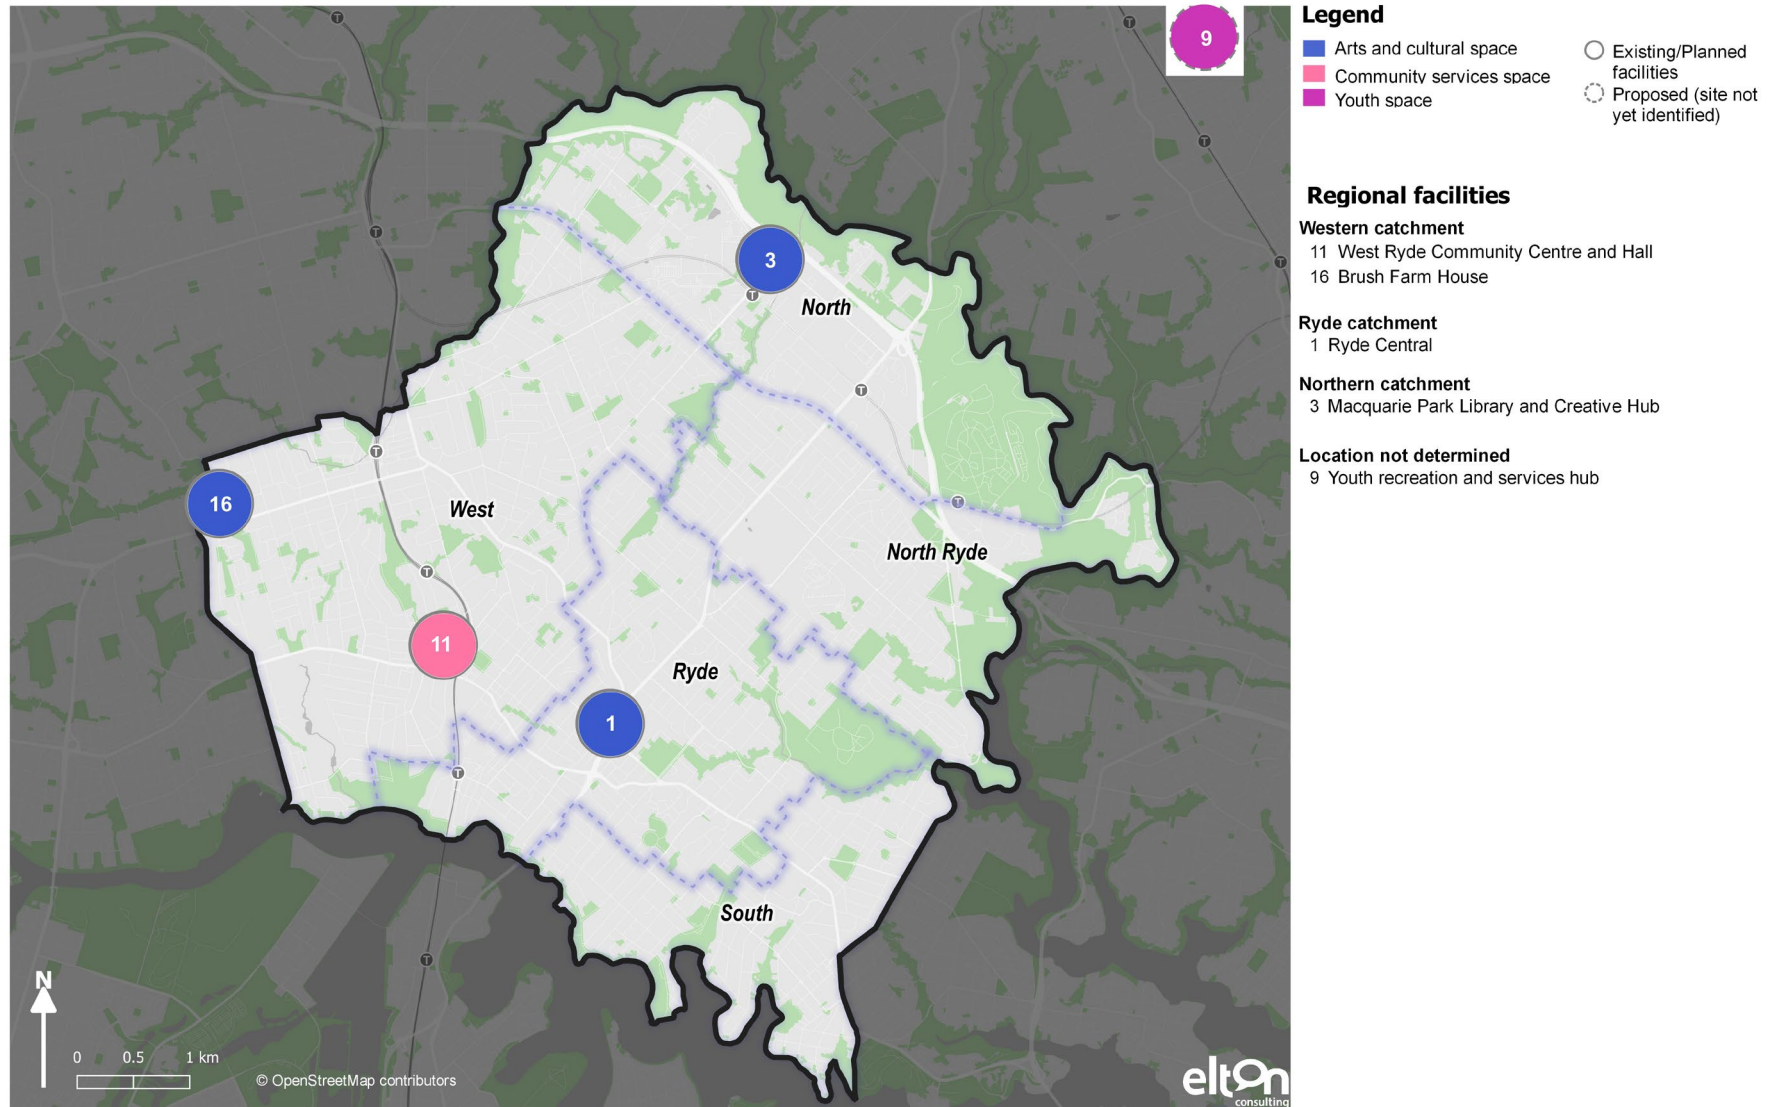 9
3
North
16
West
North Ryde
11
Ryde
1
South
N
0 0.5 1 km
© OpenStreetMap contributors
elton
consulting
T
T
T
T
T
T
T
T
T
T
T
T
T
Legend
Arts and cultural space
Community services space
Youth space
Existing/Planned
facilities
Proposed (site not
yet identified)
Regional facilities
Western catchment
11 West Ryde Community Centre and Hall
16 Brush Farm House
Ryde catchment
1 Ryde Central
Northern catchment
3 Macquarie Park Library and Creative Hub
Location not determined
9 Youth recreation and services hub